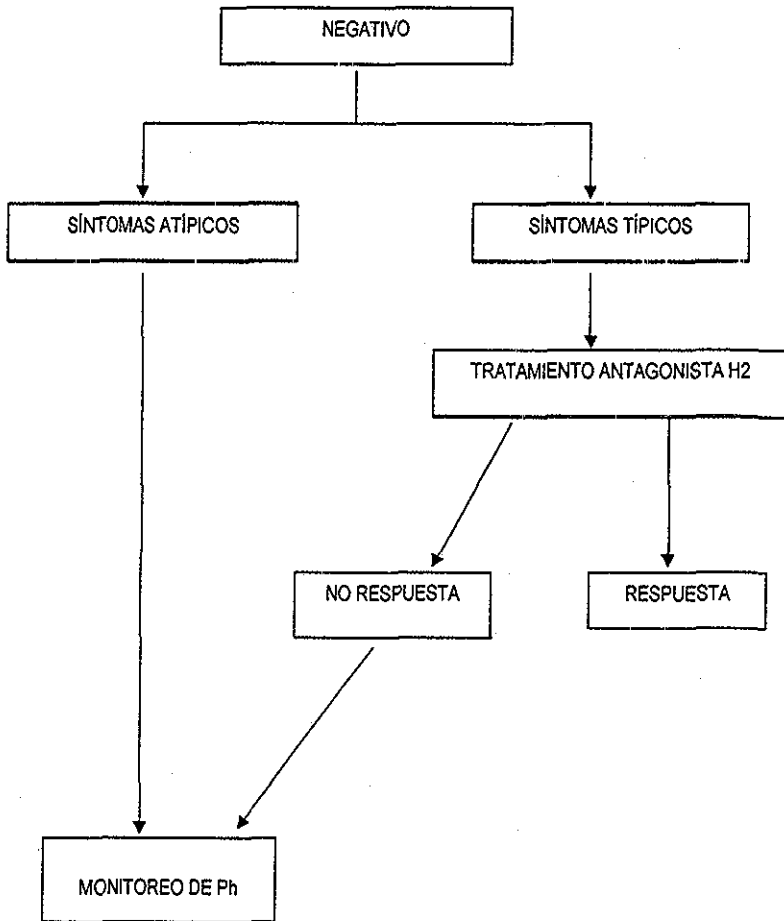 NEGATIVO
SÍNTOMAS ATÍPICOS
SÍNTOMAS TÍPICOS
TRATAMIENTO ANTAGONISTA H2
NO RESPUESTA
RESPUESTA
MONITOREO DE Ph